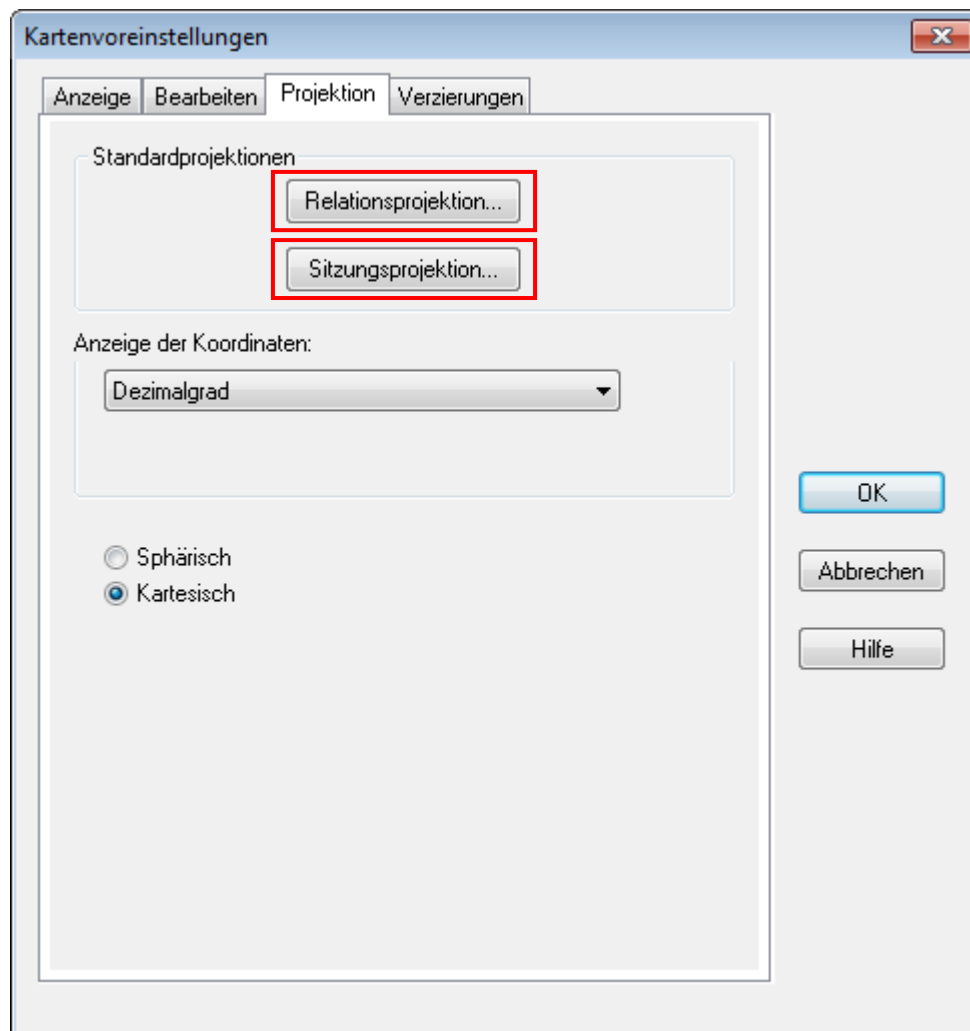 Kartenvoreinstellungen
Anzeige
Bearbeiten
Projektion
Verzierungen
Standardprojektionen
Relationsprojektion...
Sitzungsprojektion...
Anzeige der Koordinaten:
Dezimalgrad
OK
Sphärisch
Abbrechen
Kartesisch
Hilfe